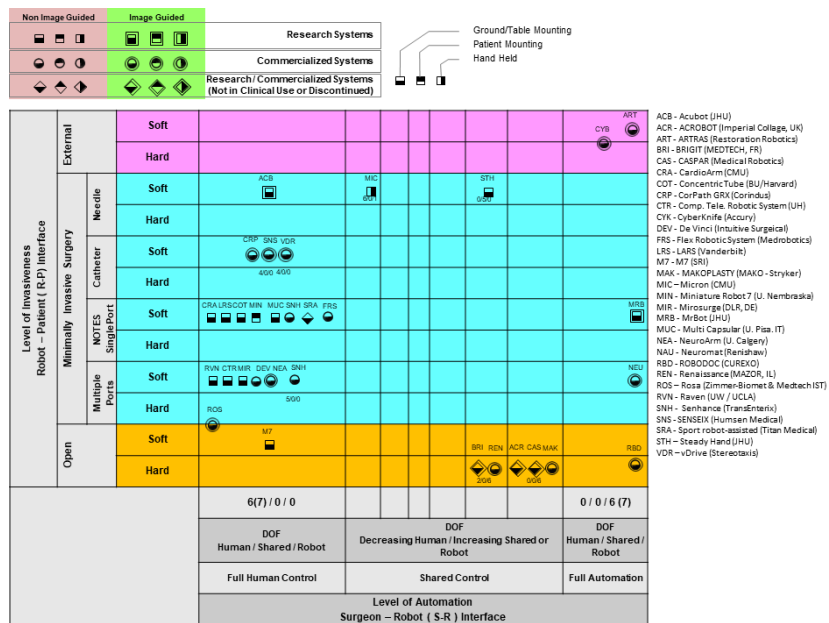 Non Image Guided
Image Guided
Research Systems
Commercialized Systems
Research/Commercialized Systems
(Not in Clinical Use or Discontinued)
Ground/Table Mounting
Patient Mounting
Hand Held
Level of Invasiveness
Robot – Patient ( R-P) Interface
External
Soft
Hard
ART
CYB
Minimally Invasive Surgery
Needle
Soft
Hard
ACB
MIC
6/0/1
STH
0/5/0
Catheter
Soft
Hard
CRP SNS VDR
4/0/0 4/0/0
NOTES
Single Port
Soft
Hard
CRA LRS COT MIN MUC SNH SRA FRS
MRB
Multiple
Ports
Soft
Hard
RVN CTR MIR DEV NEA SNH
5/0/0
NEU
ROS
Open
Soft
Hard
M7
BRI REN ACR CAS MAK
2/0/6
0/0/6
RBD
6(7) / 0 / 0
0 / 0 / 6 (7)
DOF
Human / Shared / Robot
DOF
Decreasing Human / Increasing Shared or
Robot
DOF
Human / Shared /
Robot
Full Human Control
Shared Control
Full Automation
Level of Automation
Surgeon – Robot ( S-R ) Interface
ACB - Acubot (JHU)
ACR - ACROBOT (Imperial Collage, UK)
ART - ARTRAS (Restoration Robotics)
BRI - BRIGIT (MEDTECH, FR)
CAS - CASPAR (Medical Robotics)
CRA - CardioArm (CMU)
COT - Concentric Tube (BU/Harvard)
CRP - CorPath GRX (Corindus)
CTR - Comp. Tele. Robotic System (UH)
CYK - CyberKnife (Accury)
DEV - De Vinci (Intuitive Surgeical)
FRS - Flex Robotic System (Medrobotics)
LRS - LARS (Vanderbilt)
M7 - M7 (SRI)
MAK - MAKOPLASTY (MAKO - Stryker)
MIC – Micron (CMU)
MIN - Miniature Robot 7 (U. Nembraska)
MIR - Mirosurge (DLR, DE)
MRB - MrBot (JHU)
MUC - Multi Capsular (U. Pisa. IT)
NEA - NeuroArm (U. Calgery)
NAU - Neuromat (Renishaw)
RBD - ROBODOC (CUREXO)
REN - Renaissance (MAZOR, IL)
ROS – Rosa (Zimmer-Biomet & Medtech IST)
RVN - Raven (UW / UCLA)
SNH - Senhance (TransEnterix)
SNS - SENSEIX (Humsen Medical)
SRA - Sport robot-assisted (Titan Medical)
STH – Steady Hand (JHU)
VDR – vDrive (Stereotaxis)